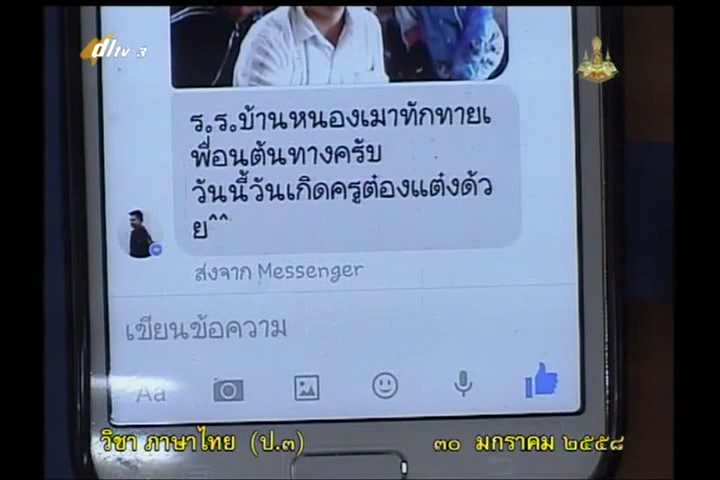 dltv 3
ร.ร.บ้านหนองเมาทักทายเ
พื่อนต้นทางครับ
วันนี้วันเกิดครูต๋องแต๋งด้ว
ย^^
ส่งจาก Messenger
เขียนข้อความ
Aa
วิชา ภาษาไทย (ป.๓)
๓๐ มกราคม ๒๕๕๘